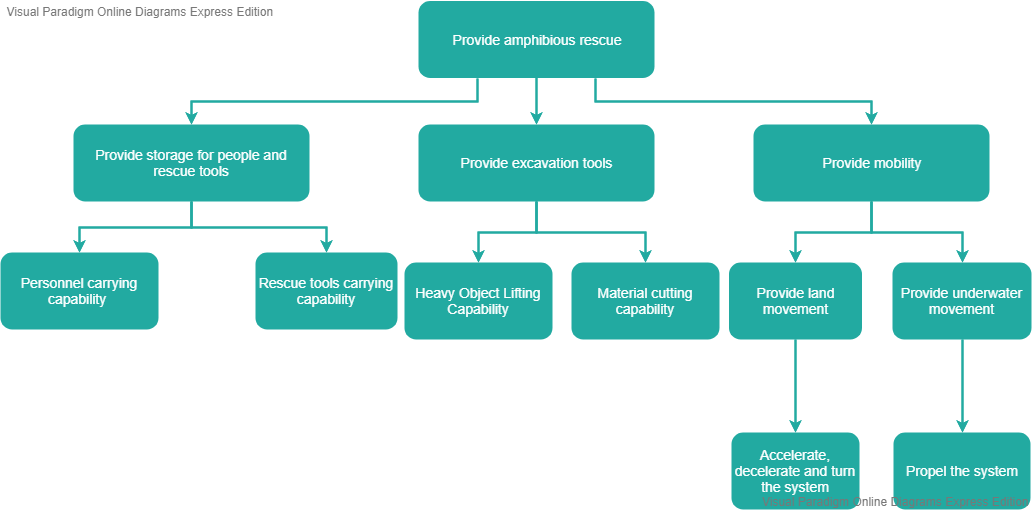 Visual Paradigm Online Diagrams Express Edition
Provide amphibious rescue
Provide storage for people and
rescue tools
Provide excavation tools
Provide mobility
Personnel carrying
capability
Rescue tools carrying
capability
Heavy Object Lifting
Capability
Material cutting
capability
Provide land
movement
Provide underwater
movement
Accelerate,
decelerate and turn
the system
Propel the system
Visual Paradigm Online Diagrams Express Edition